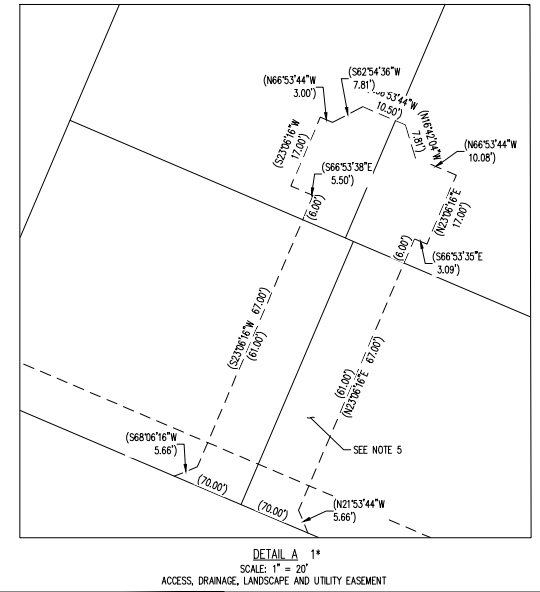 (S62°54'36"W
7.81')
(N66°53'44"W
3.00')
53'44"W
10.50')
(N16°42'04"W
7.81')
(N66°53'44"W
10.08')
(S23°06'16"W
17.00')
(S66°53'38"E
5.50')
(N23°06'16"E
17.00')
(6.00')
(6.00')
(S66°53'35"E
3.09')
(S23°06'16"W 67.00')
(61.00')
(61.00')
(N23°06'16"E 67.00')
(S68°06'16"W
5.66')
SEE NOTE 5
(70.00')
(70.00')
(N21°53'44"W
5.66')
DETAIL A 1*
SCALE: 1" = 20'
ACCESS, DRAINAGE, LANDSCAPE AND UTILITY EASEMENT